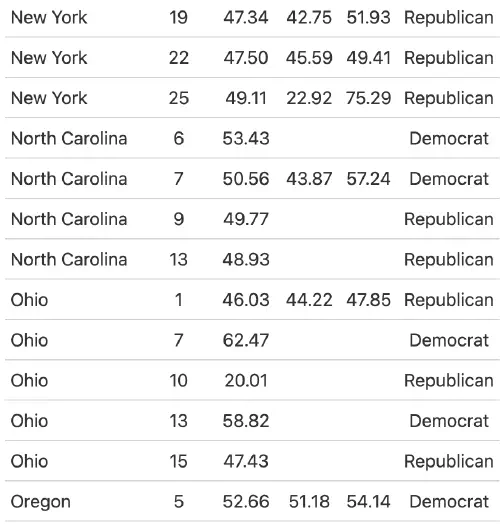 New York 19 47.34 42.75 51.93 Republican
New York 22 47.50 45.59 49.41 Republican
New York 25 49.11 22.92 75.29 Republican
North Carolina 6 53.43 Democrat
North Carolina 7 50.56 43.87 57.24 Democrat
North Carolina 9 49.77 Republican
North Carolina 13 48.93 Republican
Ohio 1 46.03 44.22 47.85 Republican
Ohio 7 62.47 Democrat
Ohio 10 20.01 Republican
Ohio 13 58.82 Democrat
Ohio 15 47.43 Republican
Oregon 5 52.66 51.18 54.14 Democrat